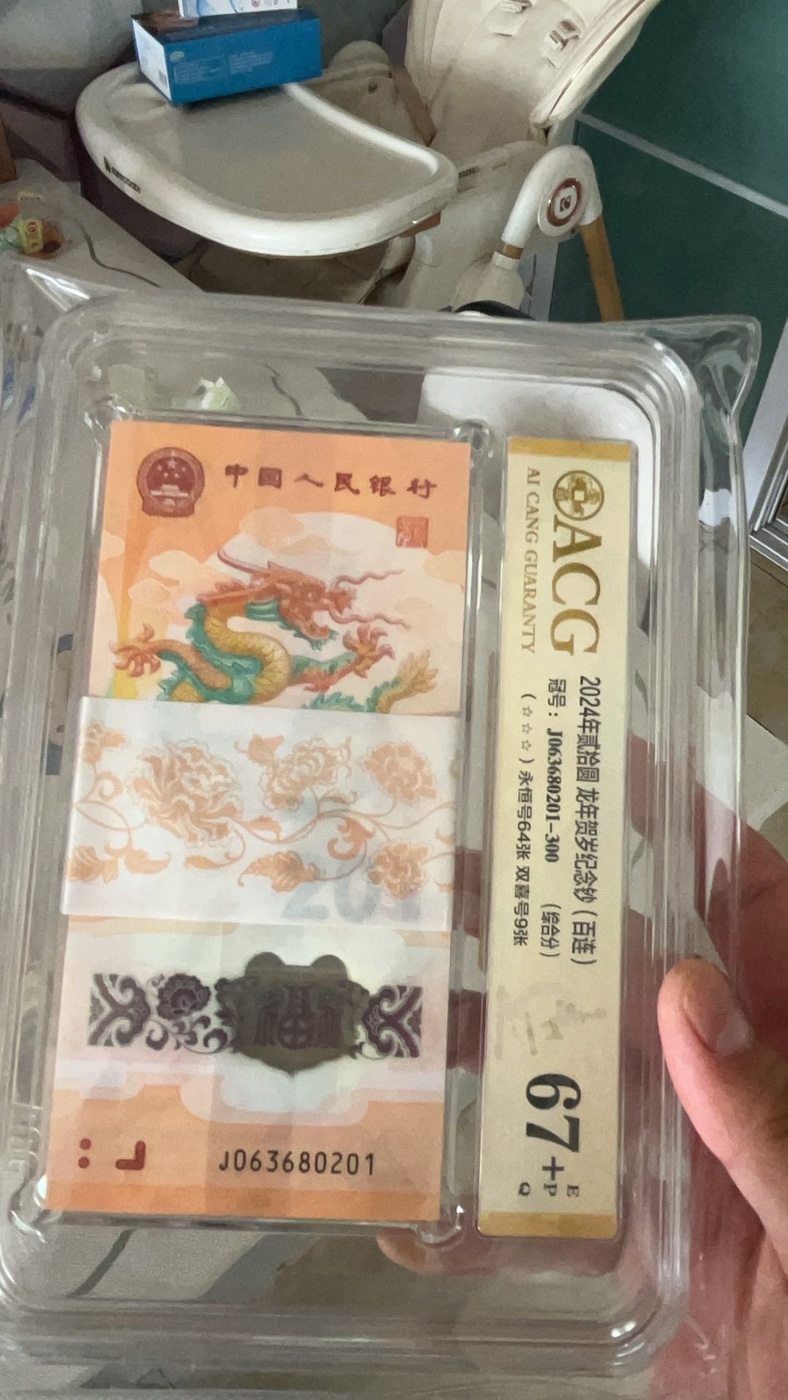 中国人民银行
201
J063680201
ACG
AI CANG GUARANTY
2024年贰拾圆 龙年贺岁纪念钞（百连）
冠号：J063680201-300 （综合分）
（☆☆☆）永恒号64张 双喜号9张
67+
E
P
Q